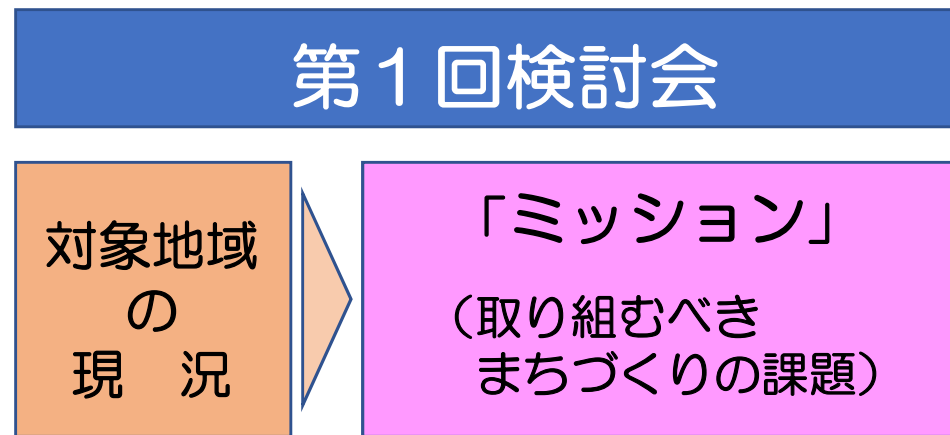 第１回検討会
対象地域
の
現　況
「ミッション」
（取り組むべき
まちづくりの課題）